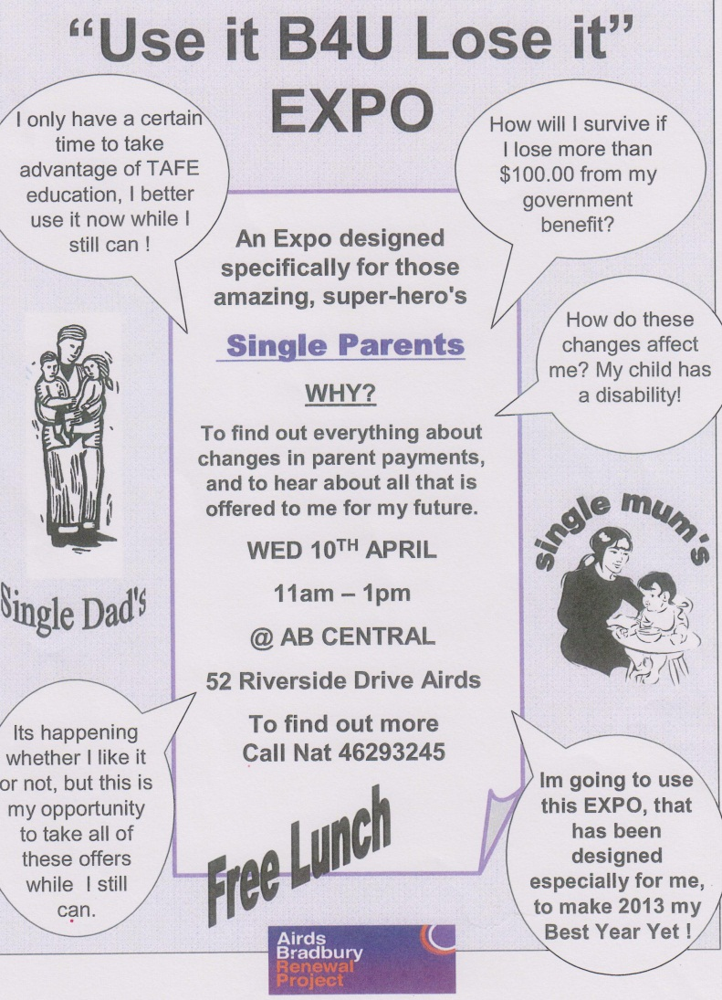 “Use it B4U Lose it”
EXPO
I only have a certain
time to take
advantage of TAFE
education, I better
use it now while I
still can !
How will I survive if
I lose more than
$100.00 from my
government
benefit?
An Expo designed
specifically for those
amazing, super-hero's
Single Parents
How do these
changes affect
me? My child has
a disability!
WHY?
To find out everything about
changes in parent payments,
and to hear about all that is
offered to me for my future.
WED 10TH APRIL
11am – 1pm
@ AB CENTRAL
52 Riverside Drive Airds
To find out more
Call Nat 46293245
Single Dad's
single mum's
Its happening
whether I like it
or not, but this is
my opportunity
to take all of
these offers
while I still
can.
Im going to use
this EXPO, that
has been
designed
especially for me,
to make 2013 my
Best Year Yet !
Free Lunch
Airds
Bradbury
Renewal
Project